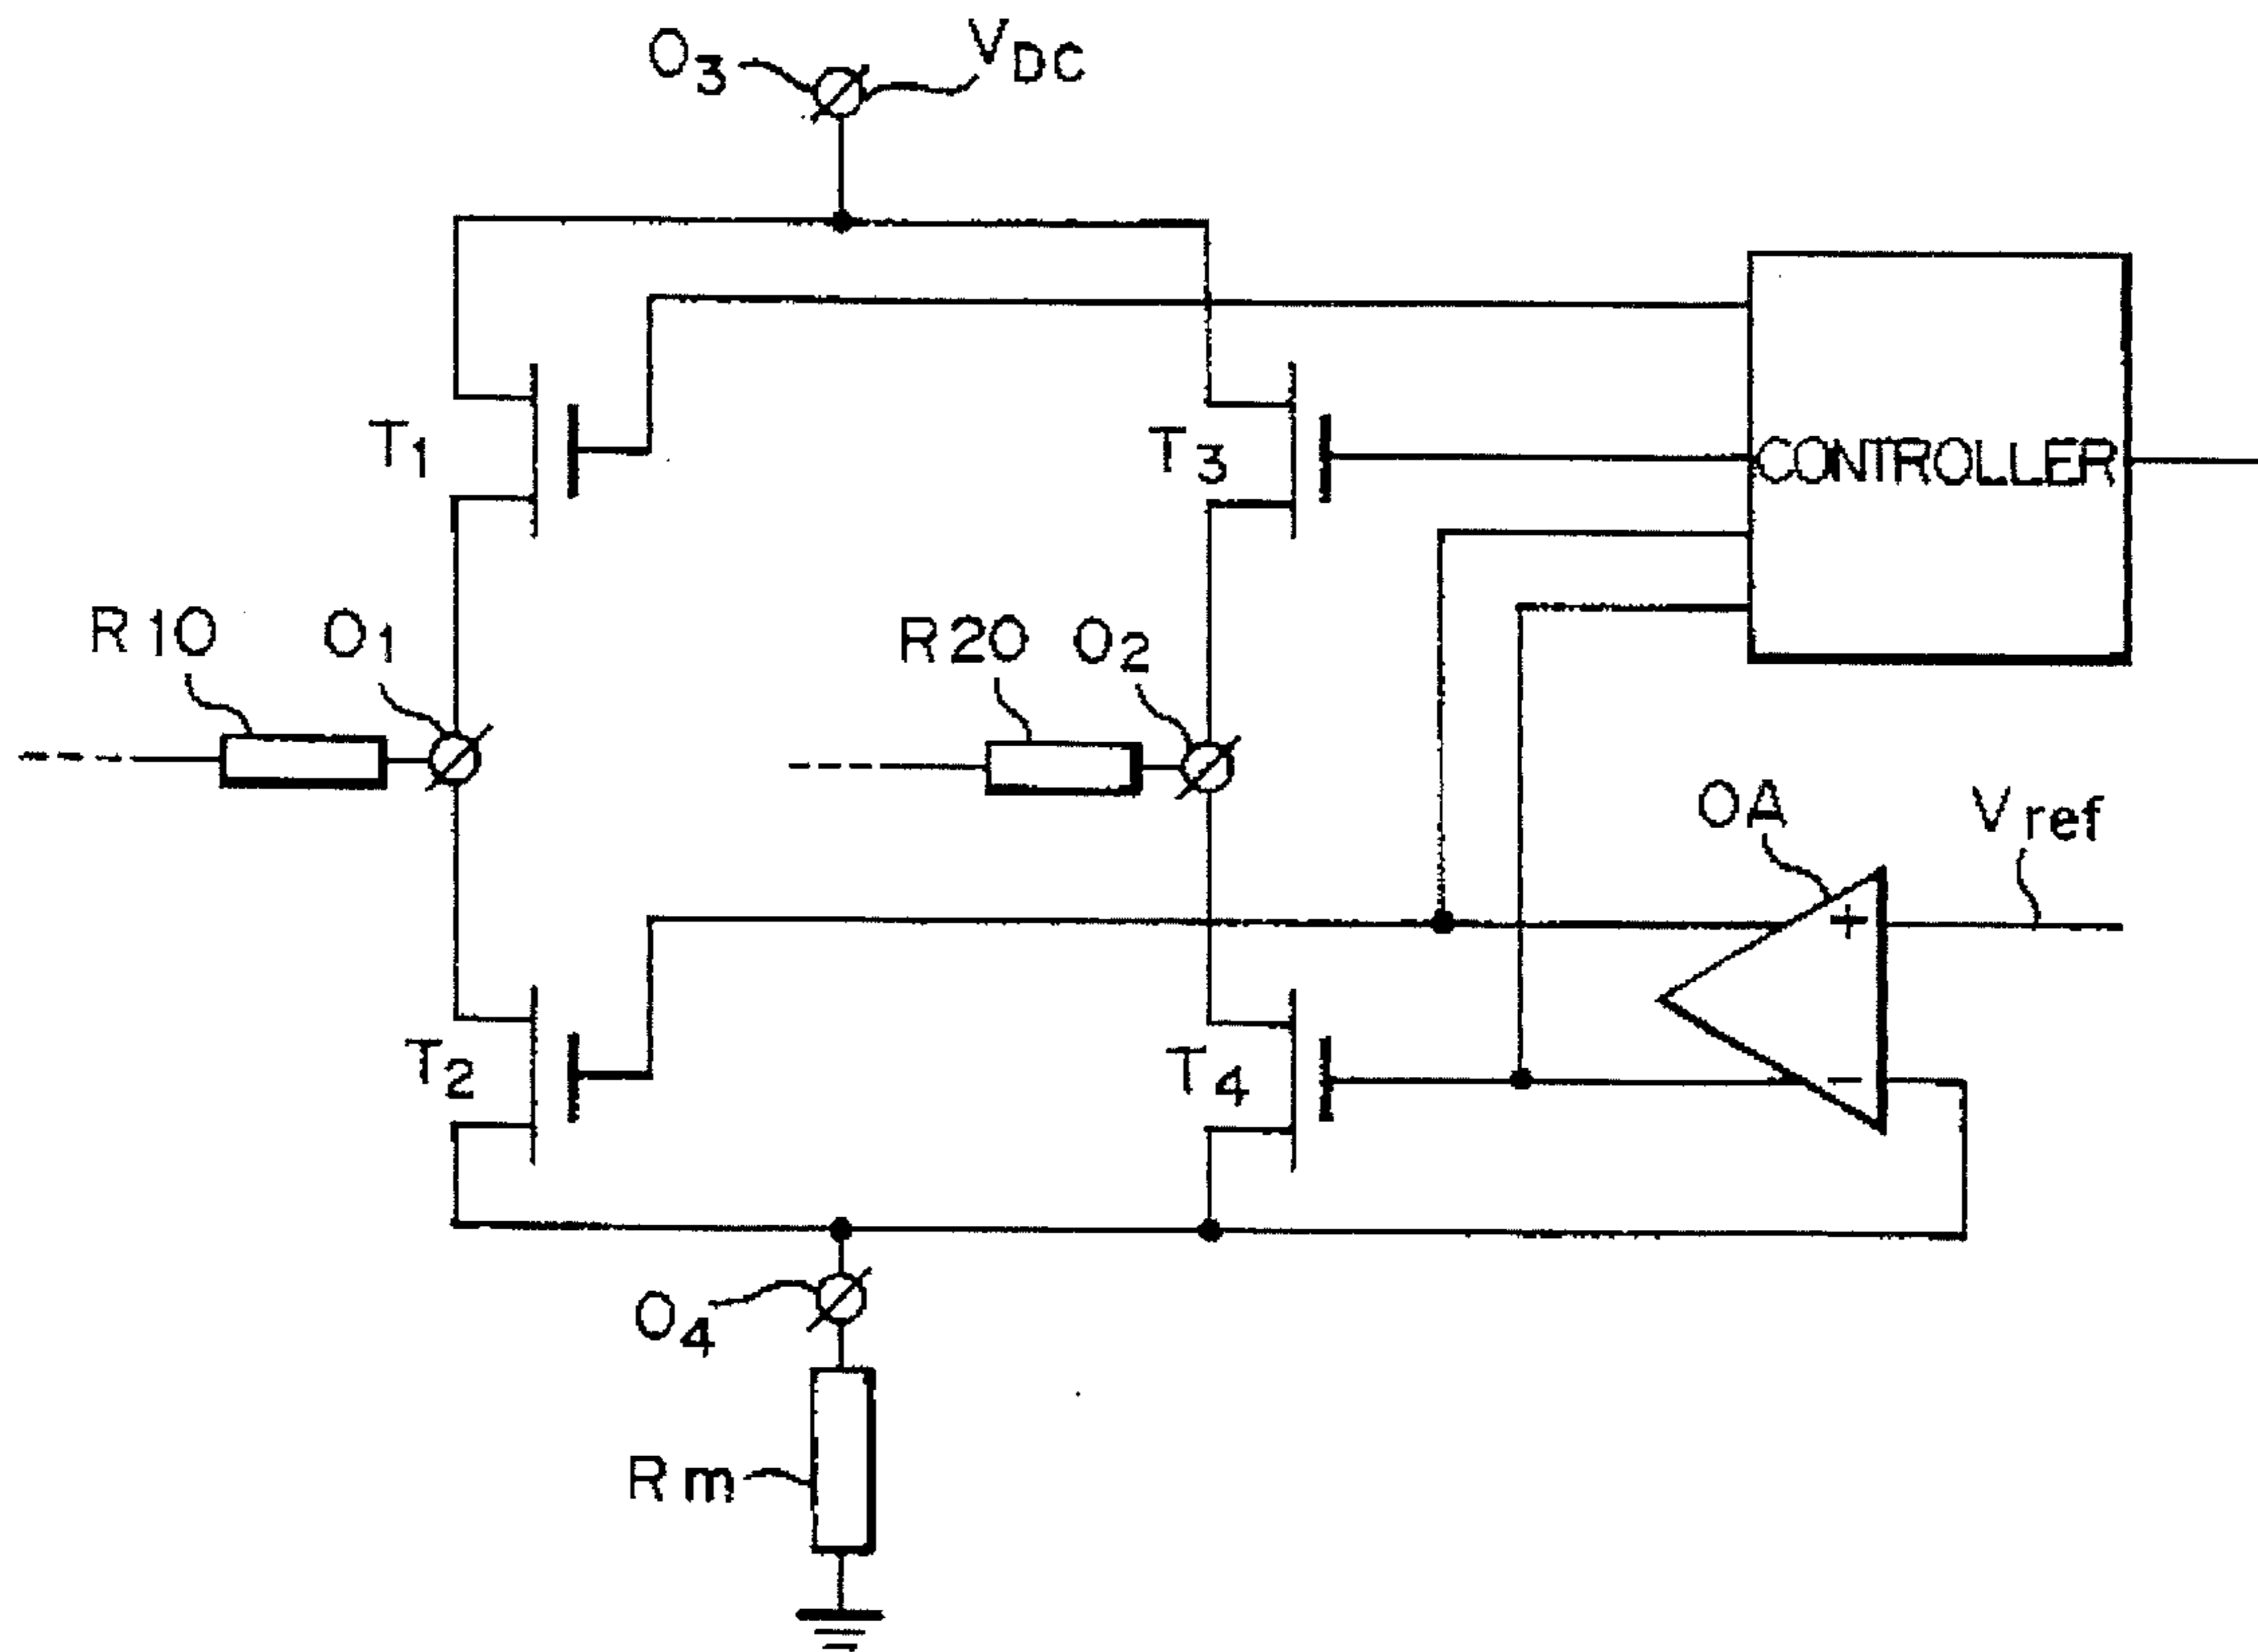 O3
VDC
T1
T3
CONTROLLER
R10
O1
R20
O2
OA
Vref
+
T2
T4
−
O4
Rm